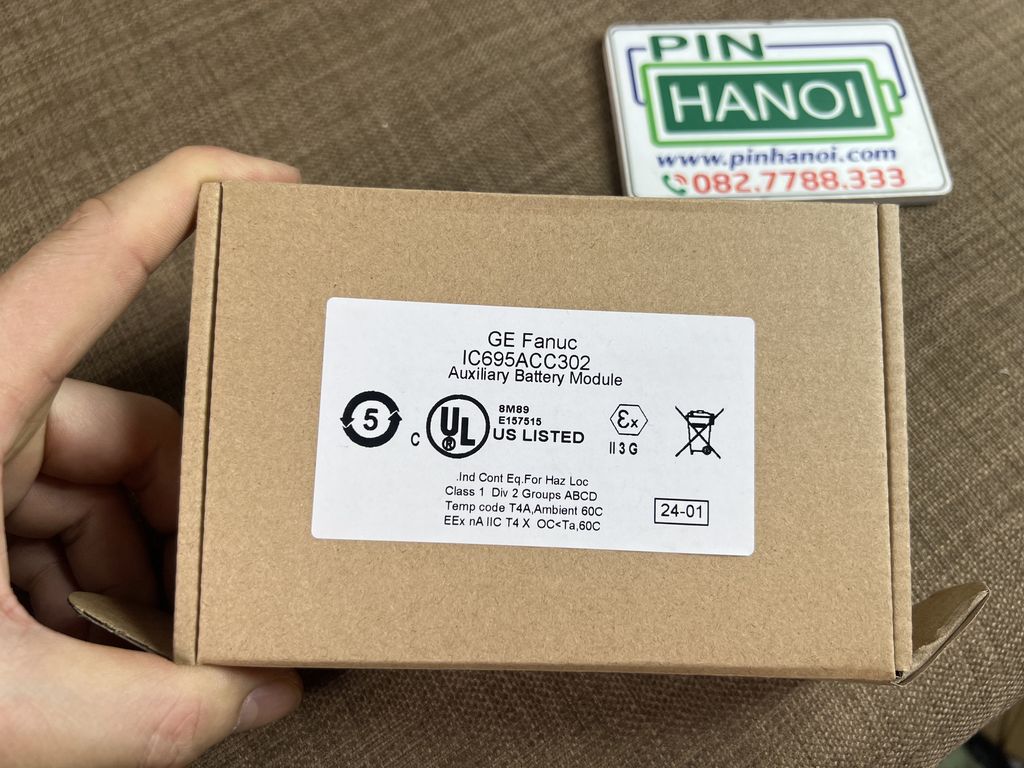 PIN
HANOI
www.pinhanoi.com
082.7788.333
GE Fanuc
IC695ACC302
Auxiliary Battery Module
5
C UL ® US LISTED
8M89
E157515
Ex
II 3 G
.Ind Cont Eq.For Haz Loc
Class 1 Div 2 Groups ABCD
Temp code T4A,Ambient 60C
EEx nA IIC T4 X OC<Ta,60C
24-01